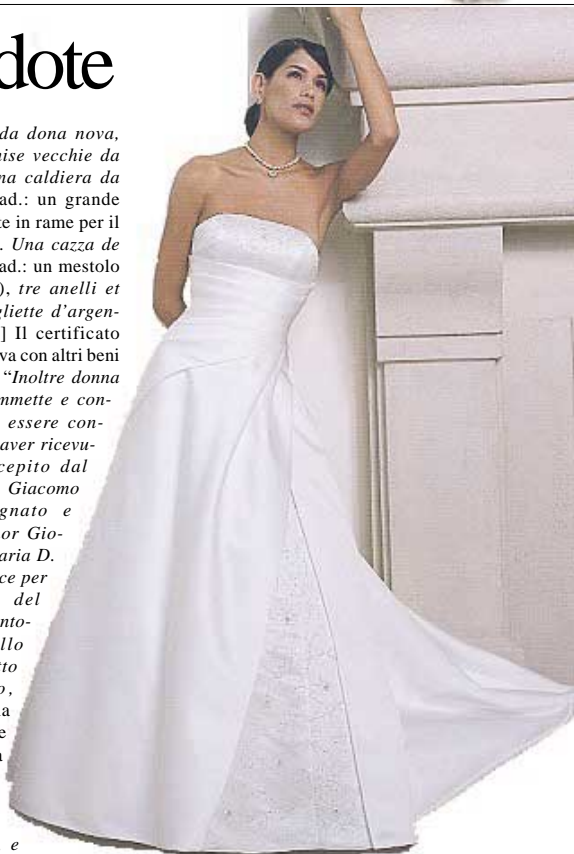 dote
da dona nova,
ise vecchie da
na caldiera da
ad.: un grande
te in rame per il
. Una cazza de
ad.: un mestolo
), tre anelli et
gliette d'argen-
] Il certificato
va con altri beni
"Inoltre donna
mmette e con-
essere con-
aver ricevu-
cepito dal
Giacomo
gnato e
or Gio-
aria D.
ce per
del
nto-
llo
tto
o,
la
e
e